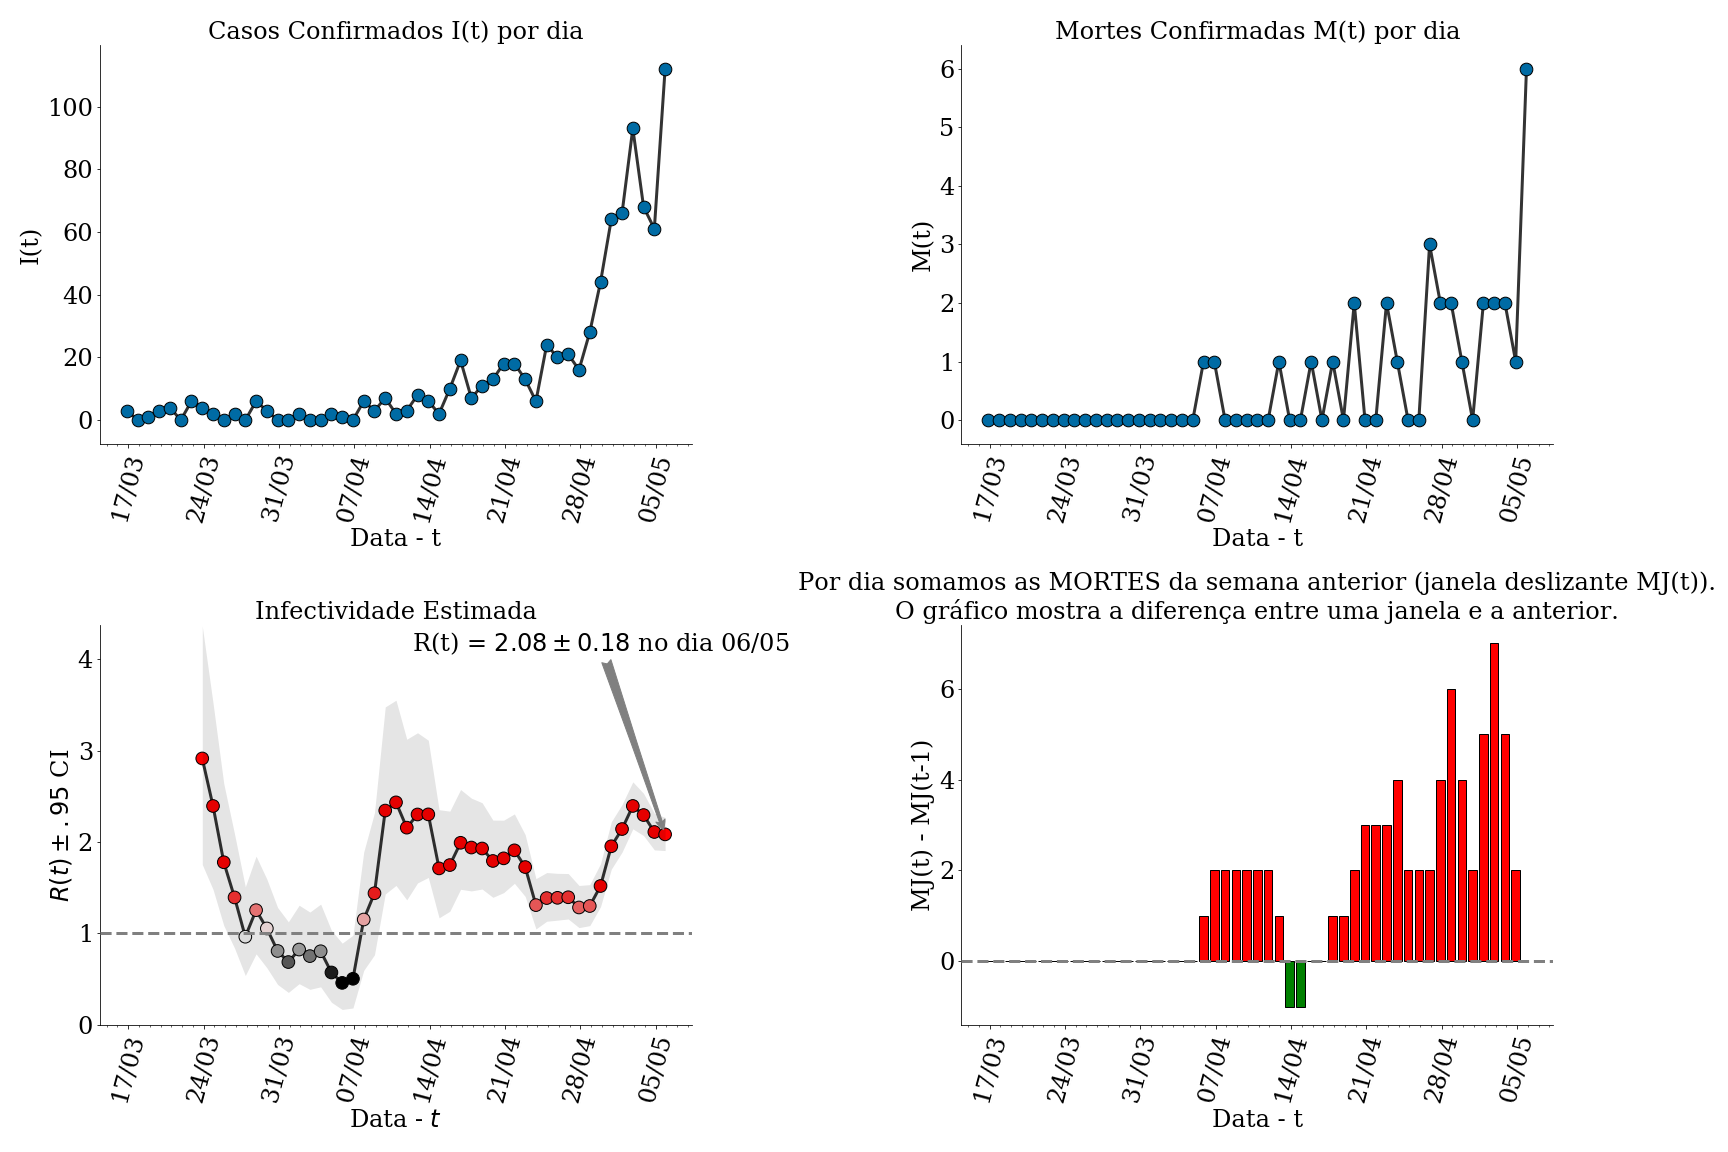 Casos Confirmados I(t) por dia
I(t)
100
80
60
40
20
0
17/03 24/03 31/03 07/04 14/04 21/04 28/04 05/05
Data - t
Mortes Confirmadas M(t) por dia
M(t)
6
5
4
3
2
1
0
17/03 24/03 31/03 07/04 14/04 21/04 28/04 05/05
Data - t
Infectividade Estimada
R(t) = 2.08 ± 0.18 no dia 06/05
R(t) ± .95 CI
4
3
2
1
0
17/03 24/03 31/03 07/04 14/04 21/04 28/04 05/05
Data - t
Por dia somamos as MORTES da semana anterior (janela deslizante MJ(t)).
O gráfico mostra a diferença entre uma janela e a anterior.
MJ(t) - MJ(t-1)
6
4
2
0
17/03 24/03 31/03 07/04 14/04 21/04 28/04 05/05
Data - t